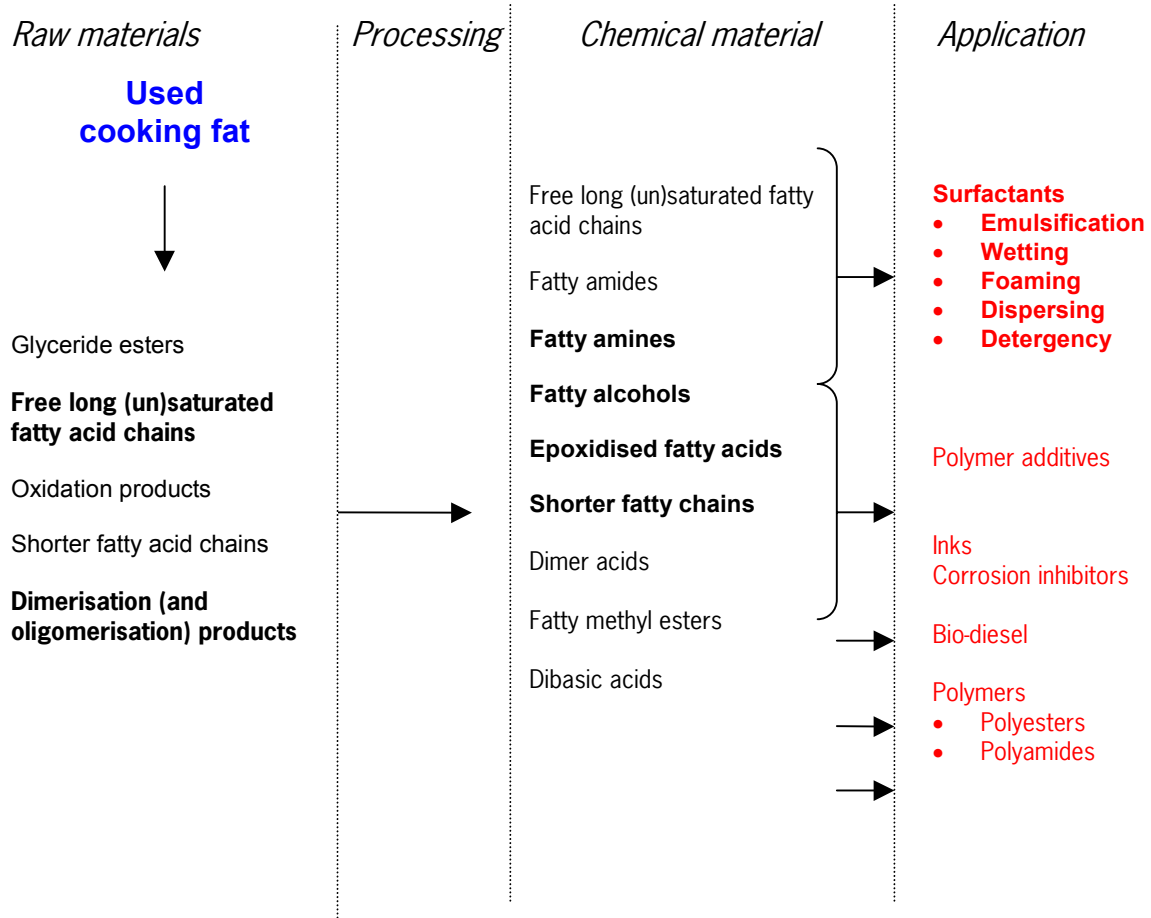 Raw materials
Processing
Chemical material
Application
Used
cooking fat
Glyceride esters
Free long (un)saturated
fatty acid chains
Oxidation products
Shorter fatty acid chains
Dimerisation (and
oligomerisation) products
Free long (un)saturated fatty
acid chains
Fatty amides
Fatty amines
Fatty alcohols
Epoxidised fatty acids
Shorter fatty chains
Dimer acids
Fatty methyl esters
Dibasic acids
Surfactants
• Emulsification
• Wetting
• Foaming
• Dispersing
• Detergency
Polymer additives
Inks
Corrosion inhibitors
Bio-diesel
Polymers
• Polyesters
• Polyamides